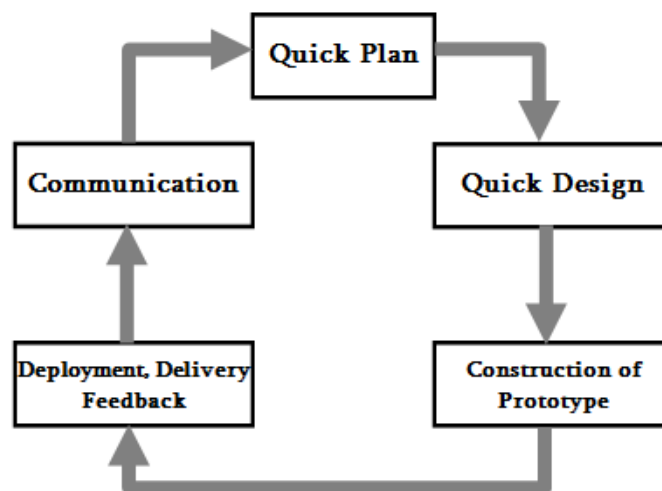 Quick Plan
Communication
Quick Design
Deployment, Delivery
Feedback
Construction of
Prototype